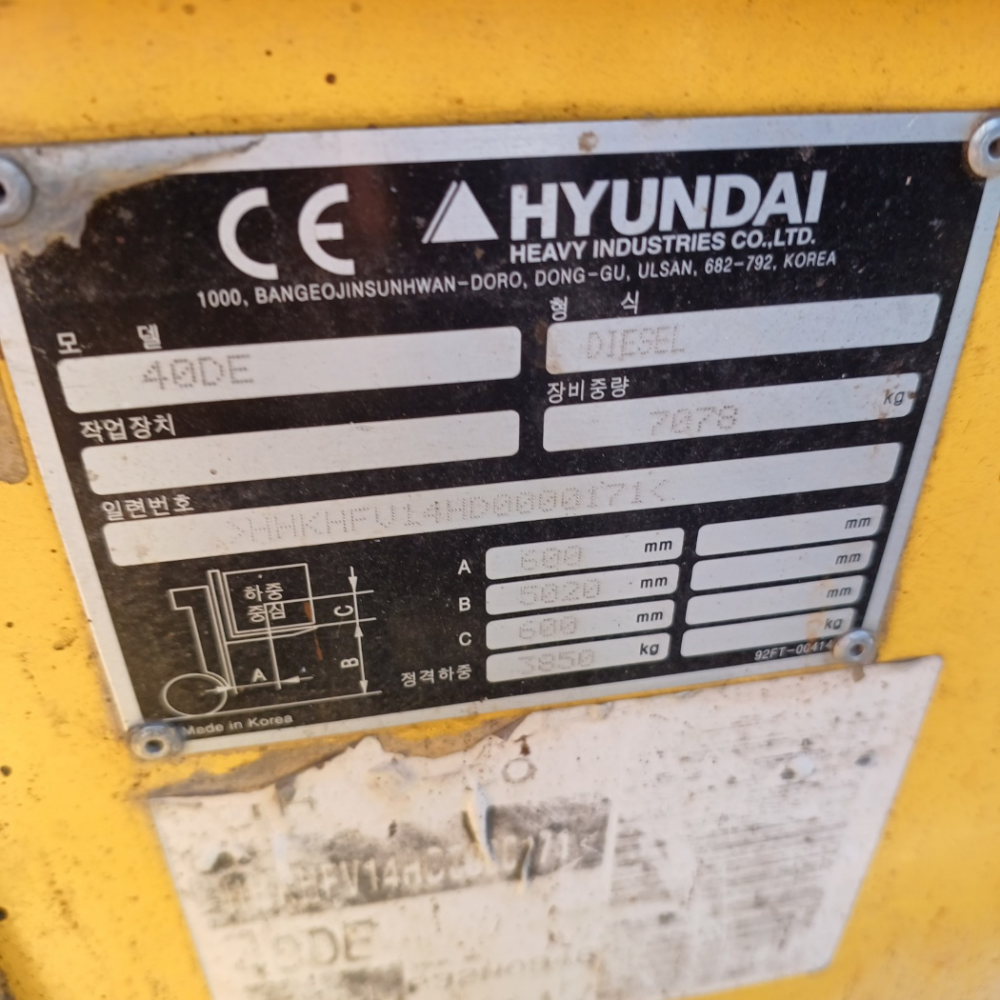 CE HYUNDAI
HEAVY INDUSTRIES CO.,LTD.
1000, BANGEOJINSUNHWAN-DORO, DONG-GU, ULSAN, 682-792, KOREA
모 델 40DE
형 식 DIESEL
작업장치
장비중량 7078 kg
일련번호 >HHKHFV14HD0000171<
하중
중심
A
B
C
A 600 mm mm
B 5020 mm mm
C 600 mm mm
정격하중 3850 kg kg
Made in Korea
40DE